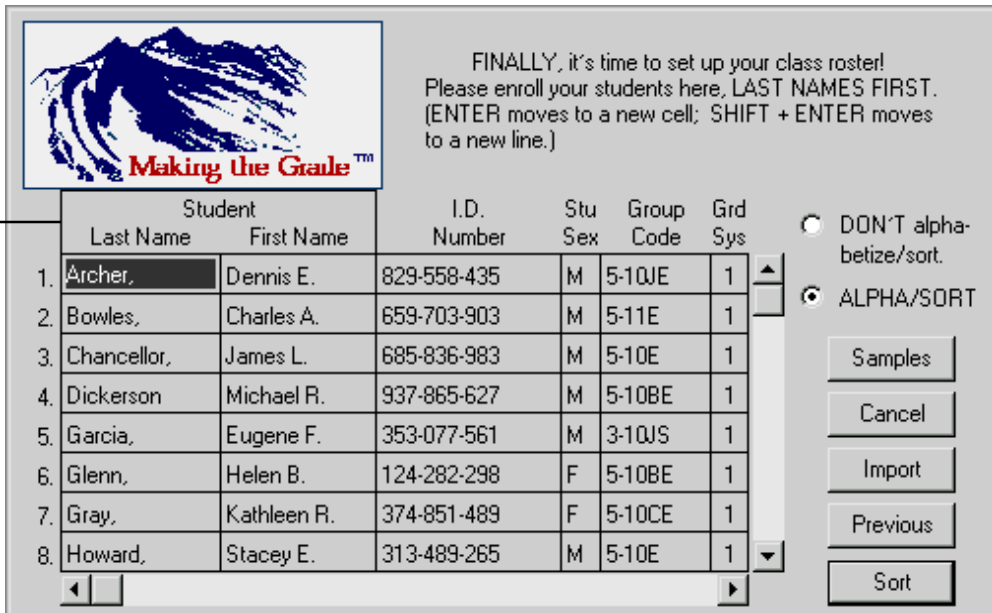 FINALLY, it's time to set up your class roster!
Please enroll your students here, LAST NAMES FIRST.
(ENTER moves to a new cell; SHIFT + ENTER moves
to a new line.)
Making the Grade™
Student I.D. Stu Group Grd
Last Name First Name Number Sex Code Sys
DON'T alpha-
betize/sort.
ALPHA/SORT
1. Archer, Dennis E. 829-558-435 M 5-10JE 1
2. Bowles, Charles A. 659-703-903 M 5-11E 1
3. Chancellor, James L. 685-836-983 M 5-10E 1
4. Dickerson Michael R. 937-865-627 M 5-10BE 1
5. Garcia, Eugene F. 353-077-561 M 3-10JS 1
6. Glenn, Helen B. 124-282-298 F 5-10BE 1
7. Gray, Kathleen R. 374-851-489 F 5-10CE 1
8. Howard, Stacey E. 313-489-265 M 5-10E 1
Samples
Cancel
Import
Previous
Sort